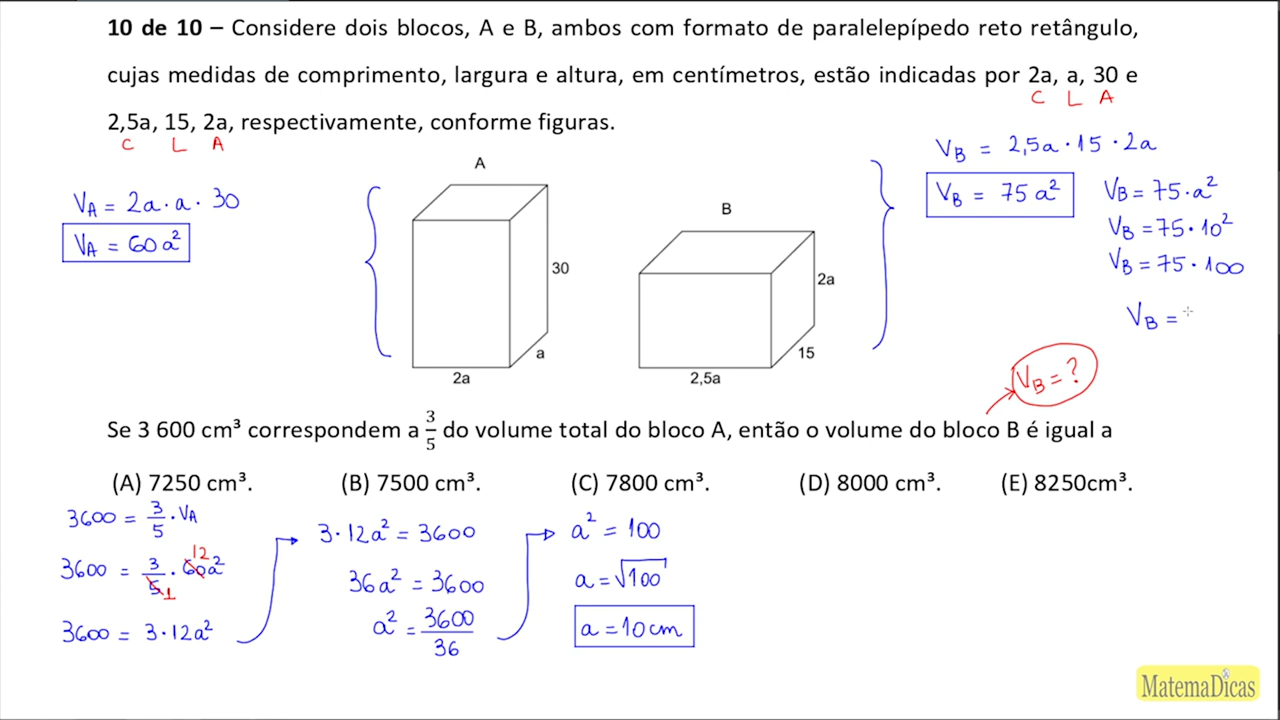 10 de 10 – Considere dois blocos, A e B, ambos com formato de paralelepípedo reto retângulo,
cujas medidas de comprimento, largura e altura, em centímetros, estão indicadas por 2a, a, 30 e
C L A
2,5a, 15, 2a, respectivamente, conforme figuras.
C L A
V_A = 2a · a · 30
V_A = 60a²
A
30
a
2a
B
2a
15
2,5a
V_B = 2,5a · 15 · 2a
V_B = 75a²
V_B = 75 · a²
V_B = 75 · 10²
V_B = 75 · 100
V_B =
V_B = ?
Se 3 600 cm³ correspondem a 3/5 do volume total do bloco A, então o volume do bloco B é igual a
(A) 7250 cm³. (B) 7500 cm³. (C) 7800 cm³. (D) 8000 cm³. (E) 8250cm³.
3600 = 3/5 · V_A
12
3600 = 3/5 · 60a²
1
3600 = 3 · 12a²
3 · 12a² = 3600
36a² = 3600
a² = 3600/36
a² = 100
a = √100
a = 10cm
MatemaDicas